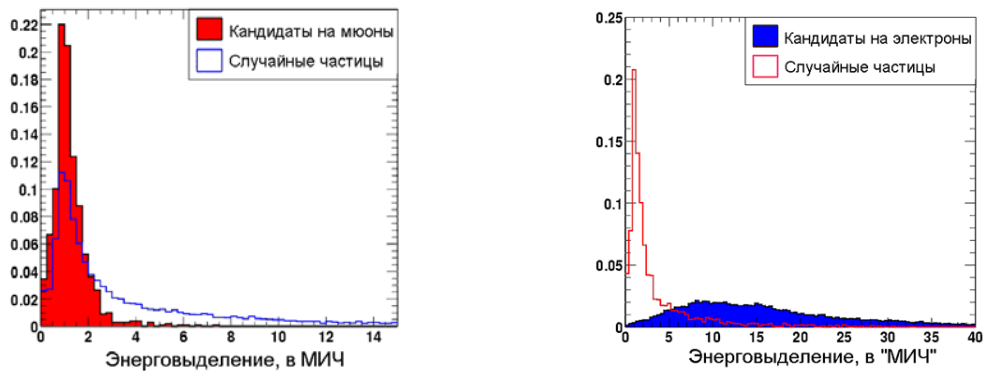 Кандидаты на мюоны
Случайные частицы
0.22
0.2
0.18
0.16
0.14
0.12
0.1
0.08
0.06
0.04
0.02
0
0 2 4 6 8 10 12 14
Энерговыделение, в МИЧ
Кандидаты на электроны
Случайные частицы
0.25
0.2
0.15
0.1
0.05
0
0 5 10 15 20 25 30 35 40
Энерговыделение, в "МИЧ"